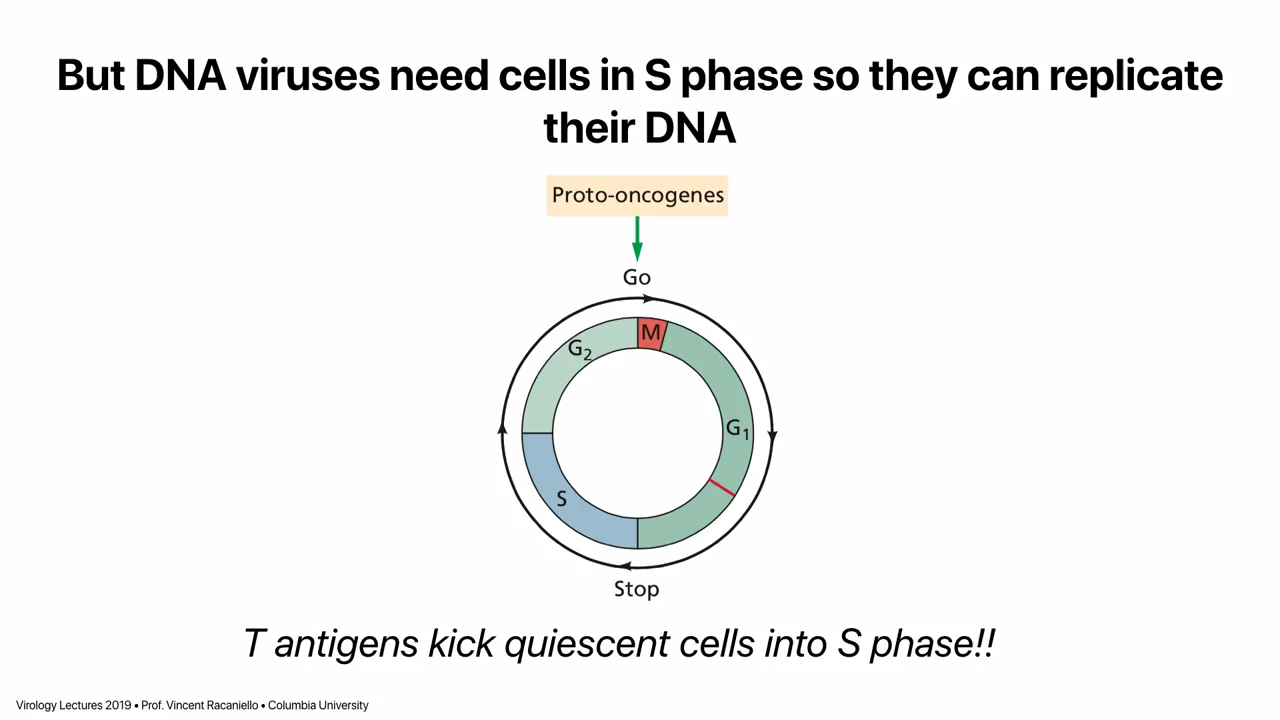 But DNA viruses need cells in S phase so they can replicate
their DNA
Proto-oncogenes
Go
M
G2
G1
S
Stop
T antigens kick quiescent cells into S phase!!
Virology Lectures 2019 • Prof. Vincent Racaniello • Columbia University